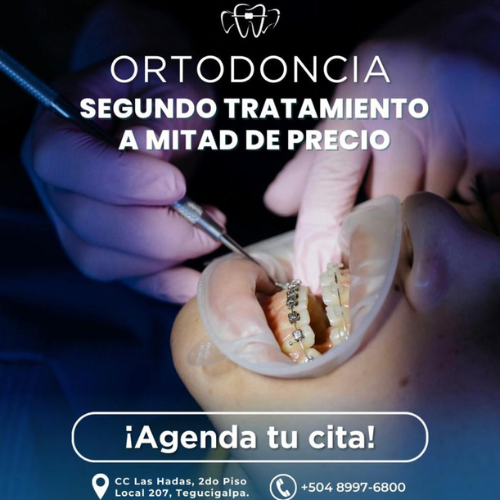 ORTODONCIA
SEGUNDO TRATAMIENTO
A MITAD DE PRECIO
¡Agenda tu cita!
CC Las Hadas, 2do Piso
Local 207, Tegucigalpa.
+504 8997-6800